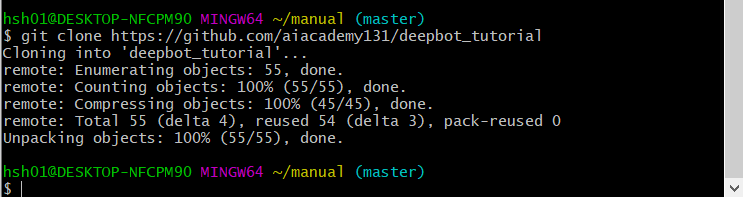 hsh01@DESKTOP-NFCPM90 MINGW64 ~/manual (master)
$ git clone https://github.com/aiacademy131/deepbot_tutorial
Cloning into 'deepbot_tutorial'...
remote: Enumerating objects: 55, done.
remote: Counting objects: 100% (55/55), done.
remote: Compressing objects: 100% (45/45), done.
remote: Total 55 (delta 4), reused 54 (delta 3), pack-reused 0
Unpacking objects: 100% (55/55), done.
hsh01@DESKTOP-NFCPM90 MINGW64 ~/manual (master)
$